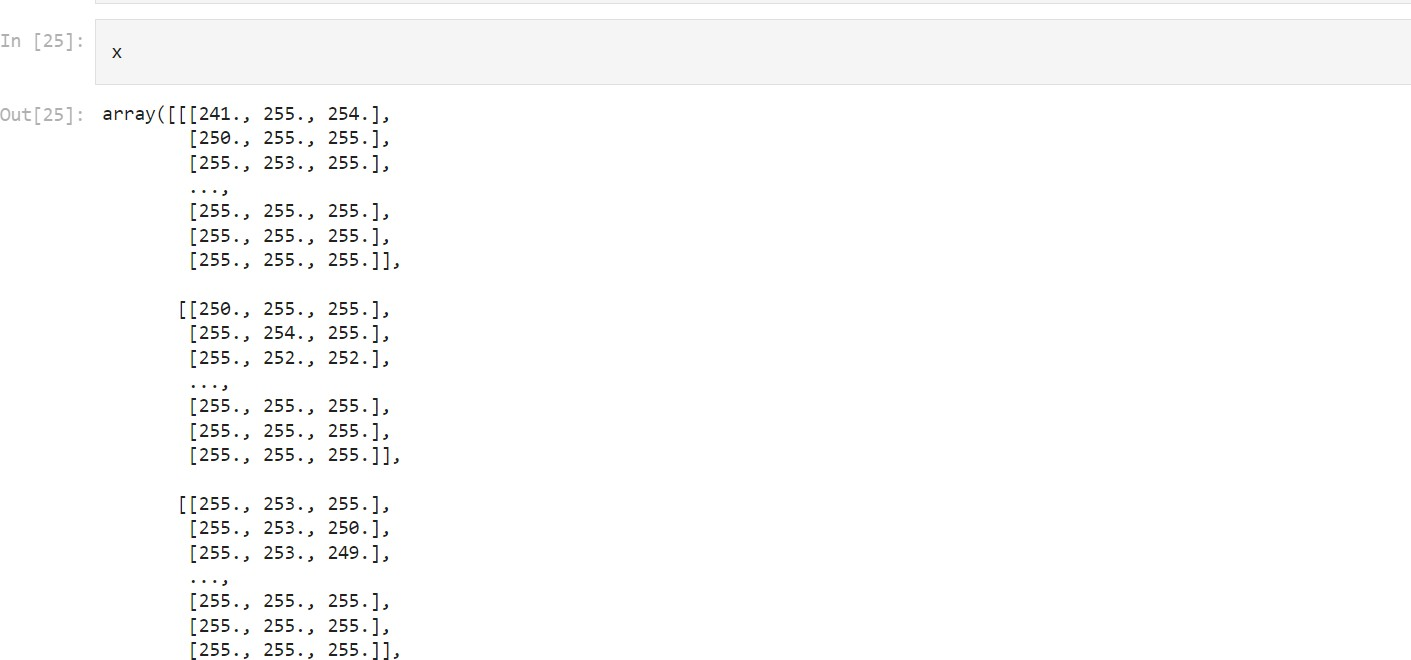 In [25]:
x
Out[25]:
array([[[241., 255., 254.],
[250., 255., 255.],
[255., 253., 255.],
...,
[255., 255., 255.],
[255., 255., 255.],
[255., 255., 255.]],
[[250., 255., 255.],
[255., 254., 255.],
[255., 252., 252.],
...,
[255., 255., 255.],
[255., 255., 255.],
[255., 255., 255.]],
[[255., 253., 255.],
[255., 253., 250.],
[255., 253., 249.],
...,
[255., 255., 255.],
[255., 255., 255.],
[255., 255., 255.]],